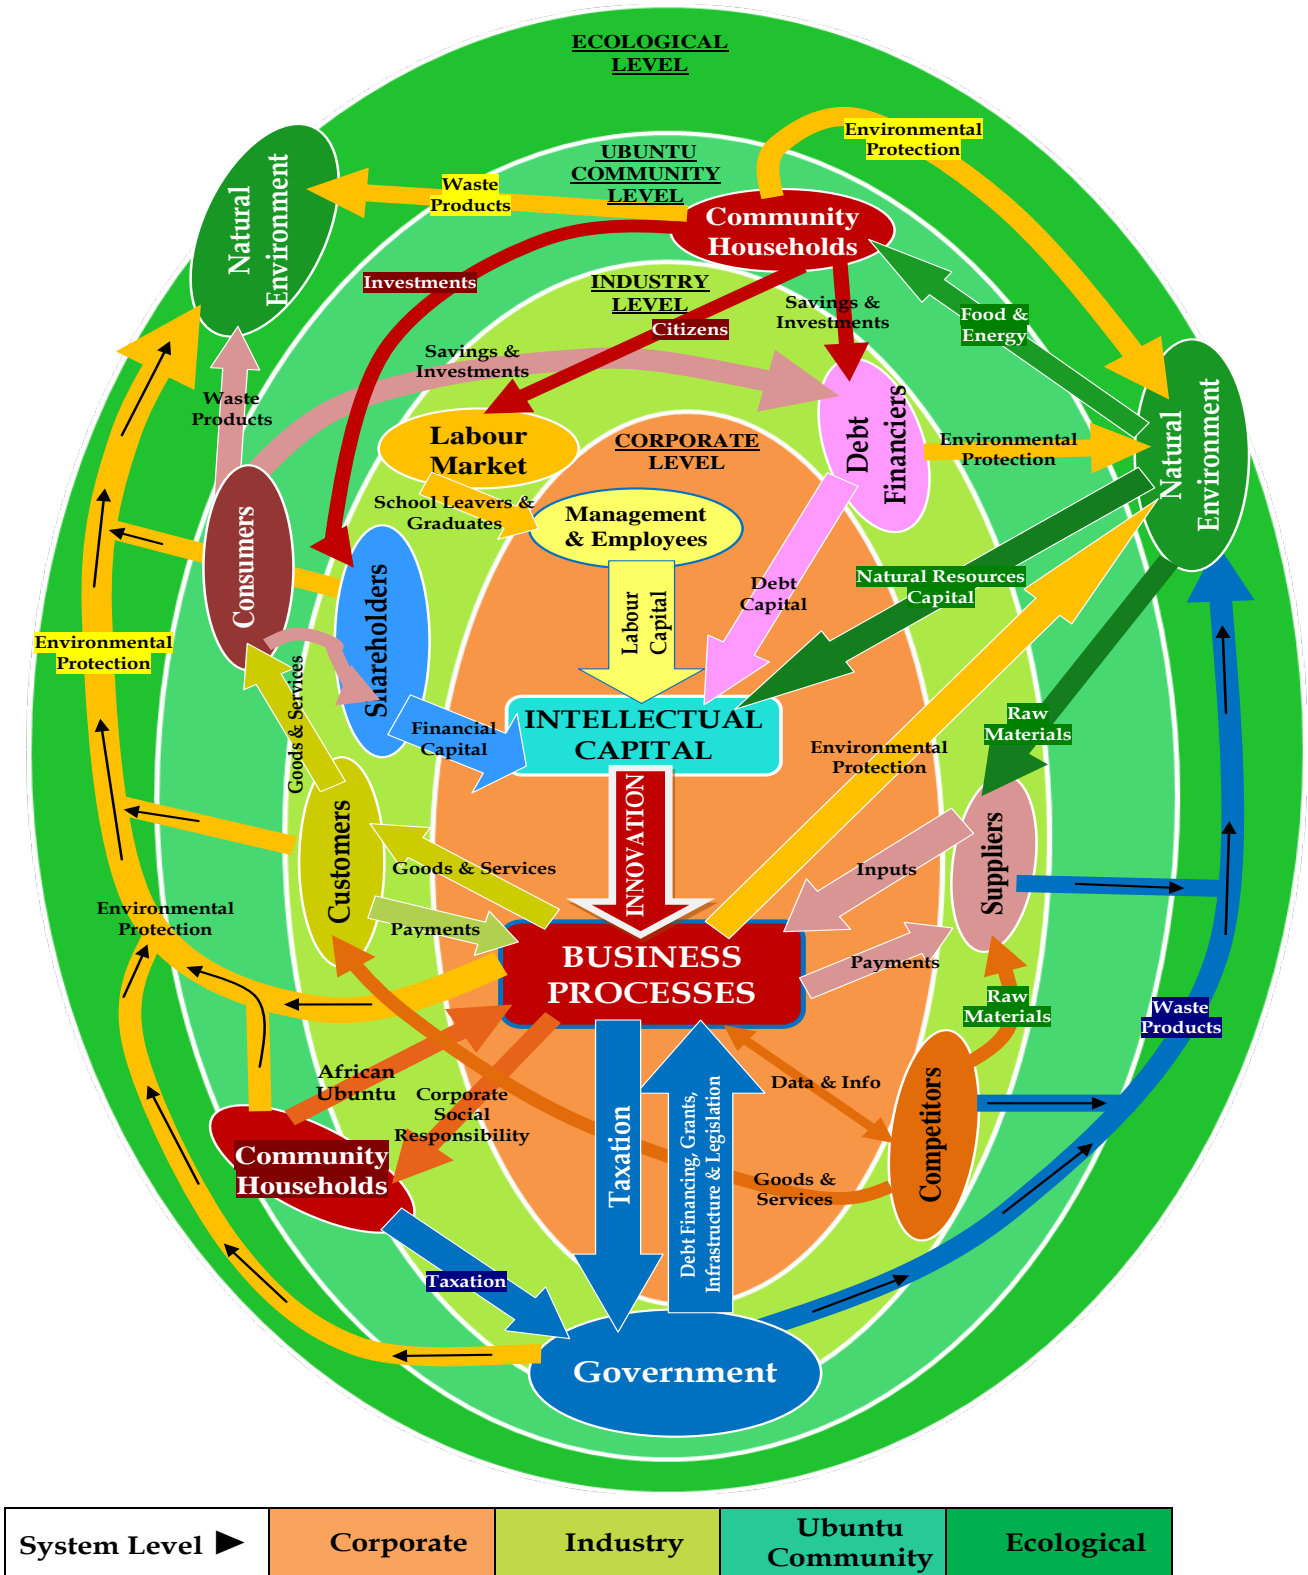 ECOLOGICAL
LEVEL
UBUNTU
COMMUNITY
LEVEL
Environmental
Protection
Waste
Products
Community
Households
Natural
Environment
Investments
INDUSTRY
LEVEL
Citizens
Savings &
Investments
Food &
Energy
Savings &
Investments
Waste
Products
Labour
Market
CORPORATE
LEVEL
Debt
Financiers
Environmental
Protection
Natural
Environment
School Leavers &
Graduates
Management
& Employees
Consumers
Shareholders
Labour
Capital
Debt
Capital
Natural Resources
Capital
Environmental
Protection
Goods & Services
Financial
Capital
INTELLECTUAL
CAPITAL
Raw
Materials
Environmental
Protection
INNOVATION
Customers
Goods & Services
Inputs
Suppliers
Payments
Environmental
Protection
BUSINESS
PROCESSES
Payments
Raw
Materials
Waste
Products
African
Ubuntu
Corporate
Social
Responsibility
Data & Info
Competitors
Taxation
Debt Financing, Grants,
Infrastructure & Legislation
Community
Households
Goods &
Services
Taxation
Government
System Level ►
Corporate
Industry
Ubuntu
Community
Ecological